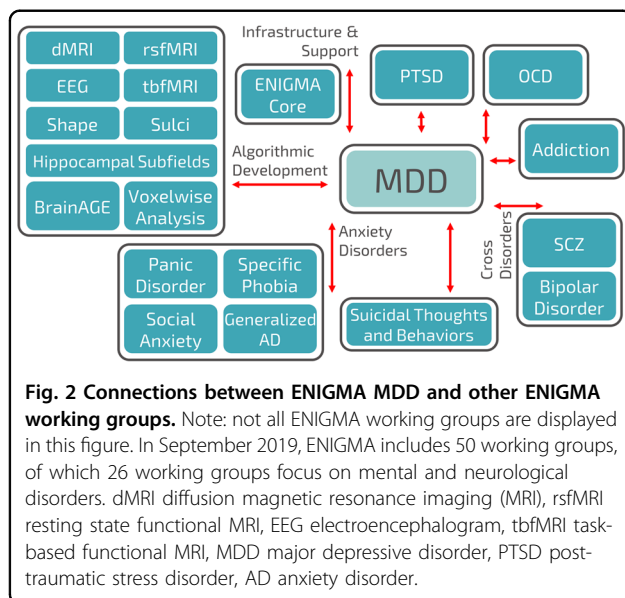 dMRI
rsfMRI
EEG
tbfMRI
Shape
Sulci
Hippocampal Subfields
BrainAGE
Voxelwise
Analysis
Infrastructure &
Support
ENIGMA
Core
PTSD
OCD
Algorithmic
Development
MDD
Addiction
Anxiety
Disorders
Cross
Disorders
SCZ
Bipolar
Disorder
Panic
Disorder
Specific
Phobia
Social
Anxiety
Generalized
AD
Suicidal Thoughts
and Behaviors
Fig. 2 Connections between ENIGMA MDD and other ENIGMA
working groups. Note: not all ENIGMA working groups are displayed
in this figure. In September 2019, ENIGMA includes 50 working groups,
of which 26 working groups focus on mental and neurological
disorders. dMRI diffusion magnetic resonance imaging (MRI), rsfMRI
resting state functional MRI, EEG electroencephalogram, tbfMRI task-
based functional MRI, MDD major depressive disorder, PTSD post-
traumatic stress disorder, AD anxiety disorder.